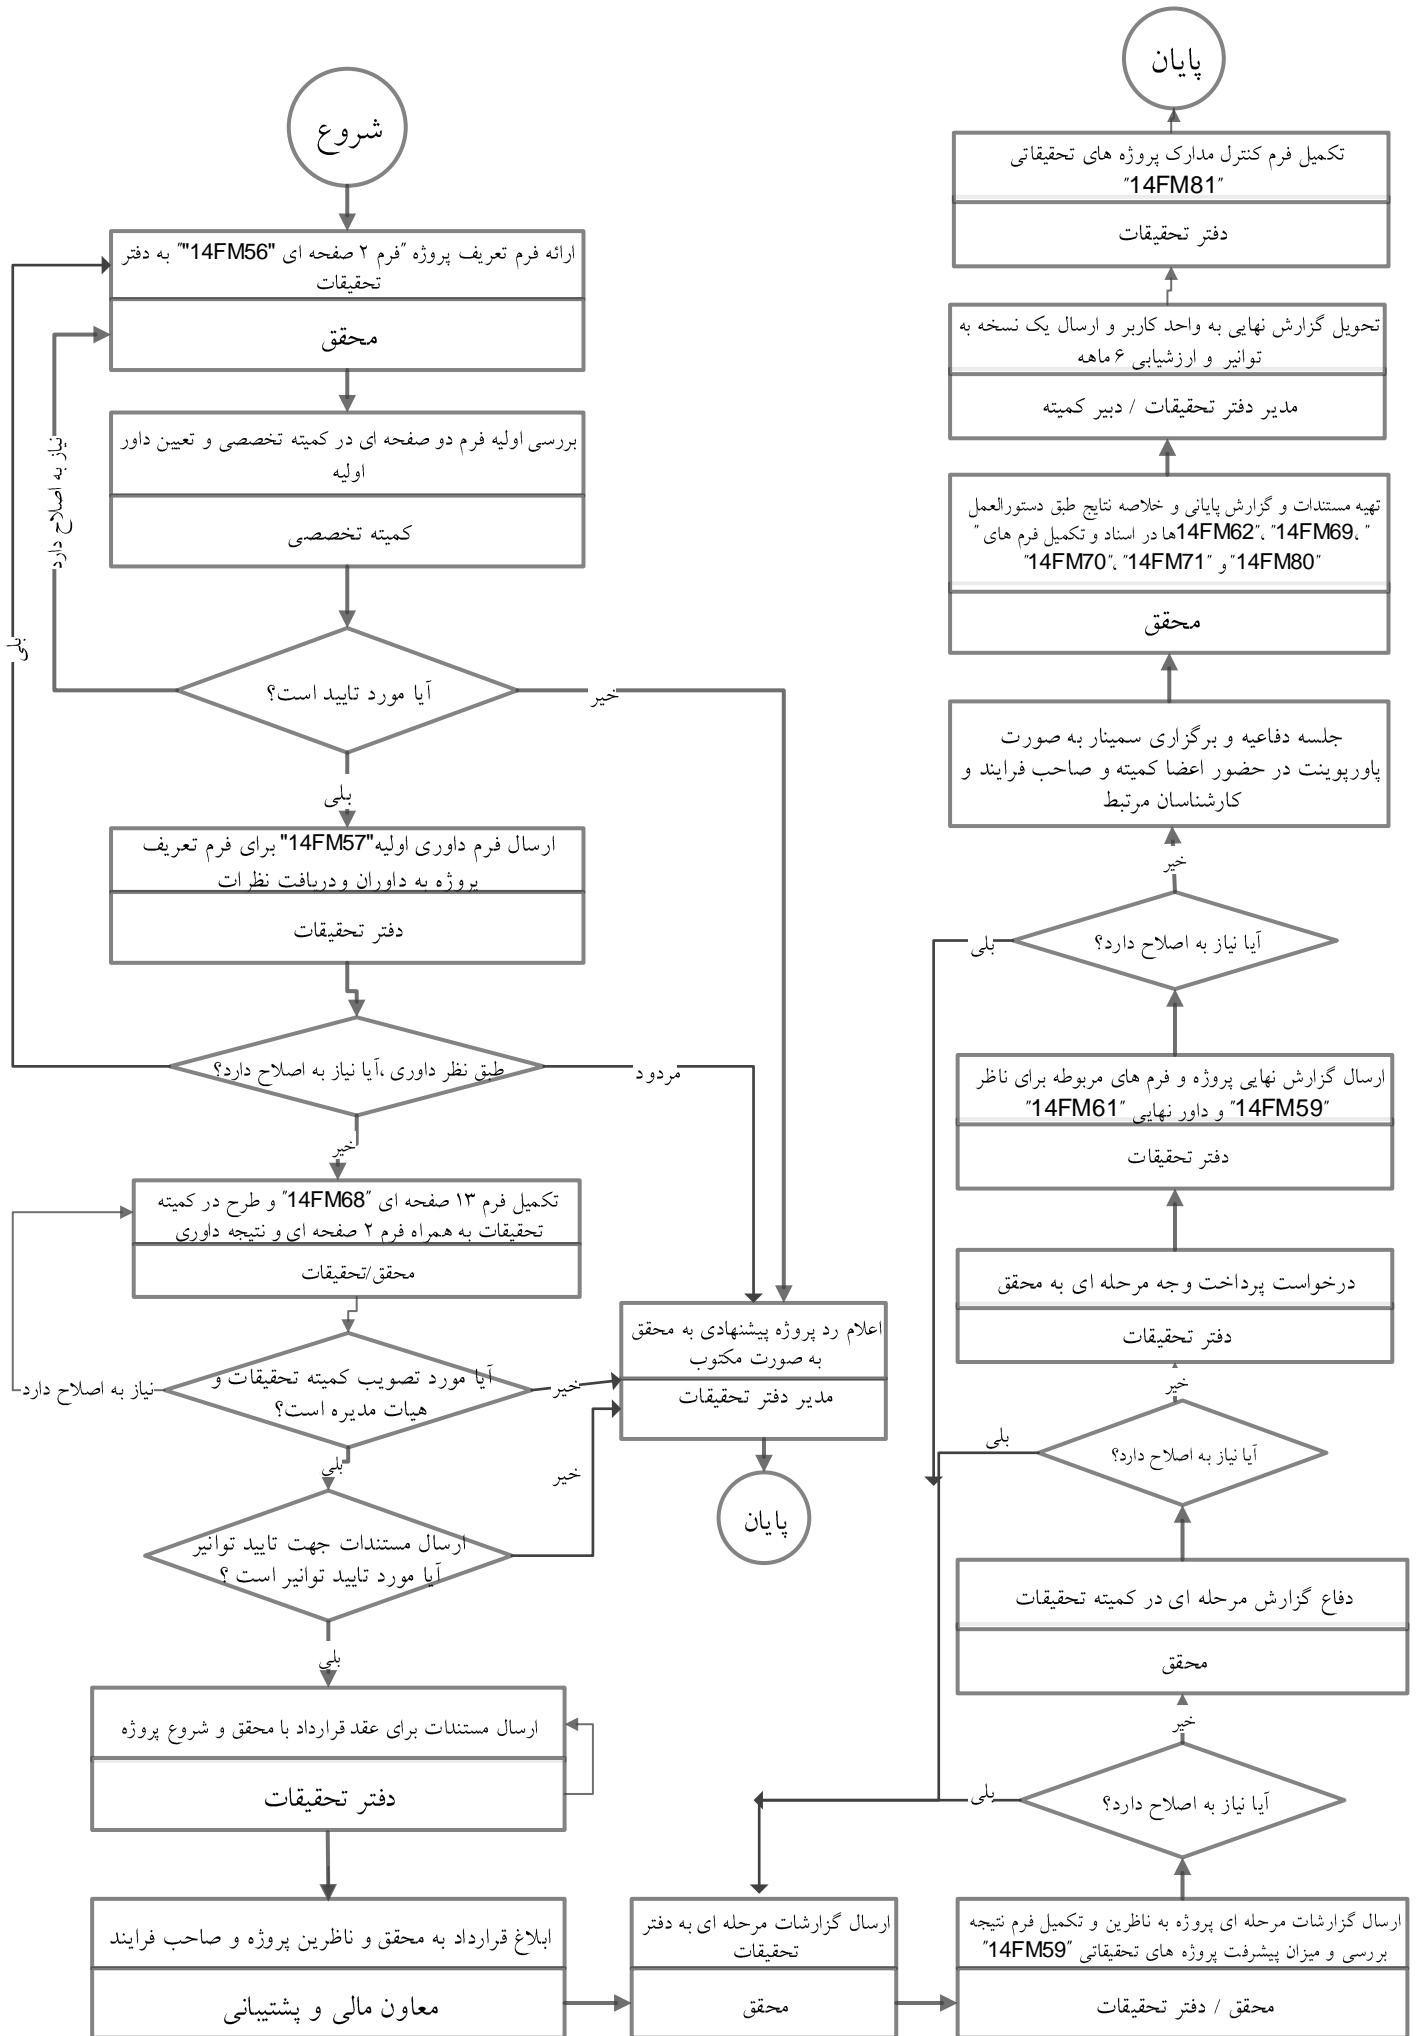 شروع
ارائه فرم تعریف پروژه "فرم ۲ صفحه ای "14FM56"" به دفتر
تحقیقات
محقق
بررسی اولیه فرم دو صفحه ای در کمیته تخصصی و تعیین داور
اولیه
کمیته تخصصی
نیاز به اصلاح دارد
بلی
آیا مورد تایید است؟
خیر
بلی
ارسال فرم داوری اولیه"14FM57" برای فرم تعریف
پروژه به داوران ودریافت نظرات
دفتر تحقیقات
طبق نظر داوری ،آیا نیاز به اصلاح دارد؟
مردود
خیر
تکمیل فرم ۱۳ صفحه ای "14FM68" و طرح در کمیته
تحقیقات به همراه فرم ۲ صفحه ای و نتیجه داوری
محقق/تحقیقات
آیا مورد تصویب کمیته تحقیقات و
هیات مدیره است؟
نیاز به اصلاح دارد
خیر
بلی
اعلام رد پروژه پیشنهادی به محقق
به صورت مکتوب
مدیر دفتر تحقیقات
پایان
ارسال مستندات جهت تایید توانیر
آیا مورد تایید توانیر است ؟
خیر
بلی
ارسال مستندات برای عقد قرارداد با محقق و شروع پروژه
دفتر تحقیقات
ابلاغ قرارداد به محقق و ناظرین پروژه و صاحب فرایند
معاون مالی و پشتیبانی
ارسال گزارشات مرحله ای به دفتر
تحقیقات
محقق
ارسال گزارشات مرحله ای پروژه به ناظرین و تکمیل فرم نتیجه
بررسی و میزان پیشرفت پروژه های تحقیقاتی "14FM59"
محقق / دفتر تحقیقات
آیا نیاز به اصلاح دارد؟
بلی
خیر
دفاع گزارش مرحله ای در کمیته تحقیقات
محقق
آیا نیاز به اصلاح دارد؟
بلی
خیر
درخواست پرداخت وجه مرحله ای به محقق
دفتر تحقیقات
ارسال گزارش نهایی پروژه و فرم های مربوطه برای ناظر
"14FM59" و داور نهایی "14FM61"
دفتر تحقیقات
آیا نیاز به اصلاح دارد؟
بلی
خیر
جلسه دفاعیه و برگزاری سمینار به صورت
پاورپوینت در حضور اعضا کمیته و صاحب فرایند و
کارشناسان مرتبط
تهیه مستندات و گزارش پایانی و خلاصه نتایج طبق دستورالعمل
ها در اسناد و تکمیل فرم های "14FM62"، "14FM69، "
"14FM80" و "14FM71"، "14FM70"
محقق
تحویل گزارش نهایی به واحد کاربر و ارسال یک نسخه به
توانیر و ارزشیابی ۶ ماهه
مدیر دفتر تحقیقات / دبیر کمیته
تکمیل فرم کنترل مدارک پروژه های تحقیقاتی
"14FM81"
دفتر تحقیقات
پایان